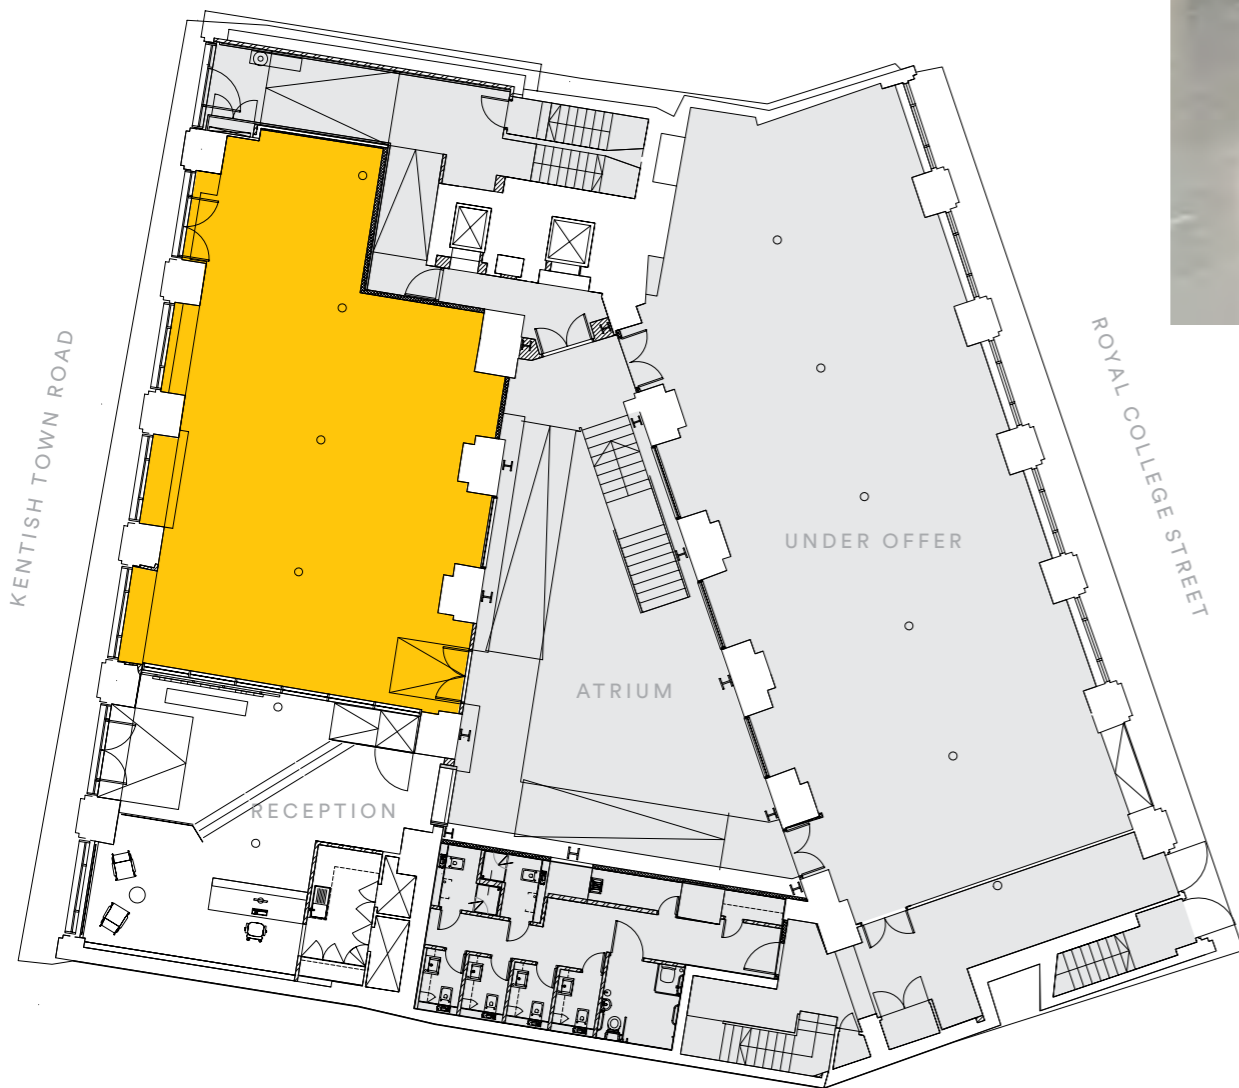 KENTISH TOWN ROAD
ROYAL COLLEGE STREET
UNDER OFFER
ATRIUM
RECEPTION